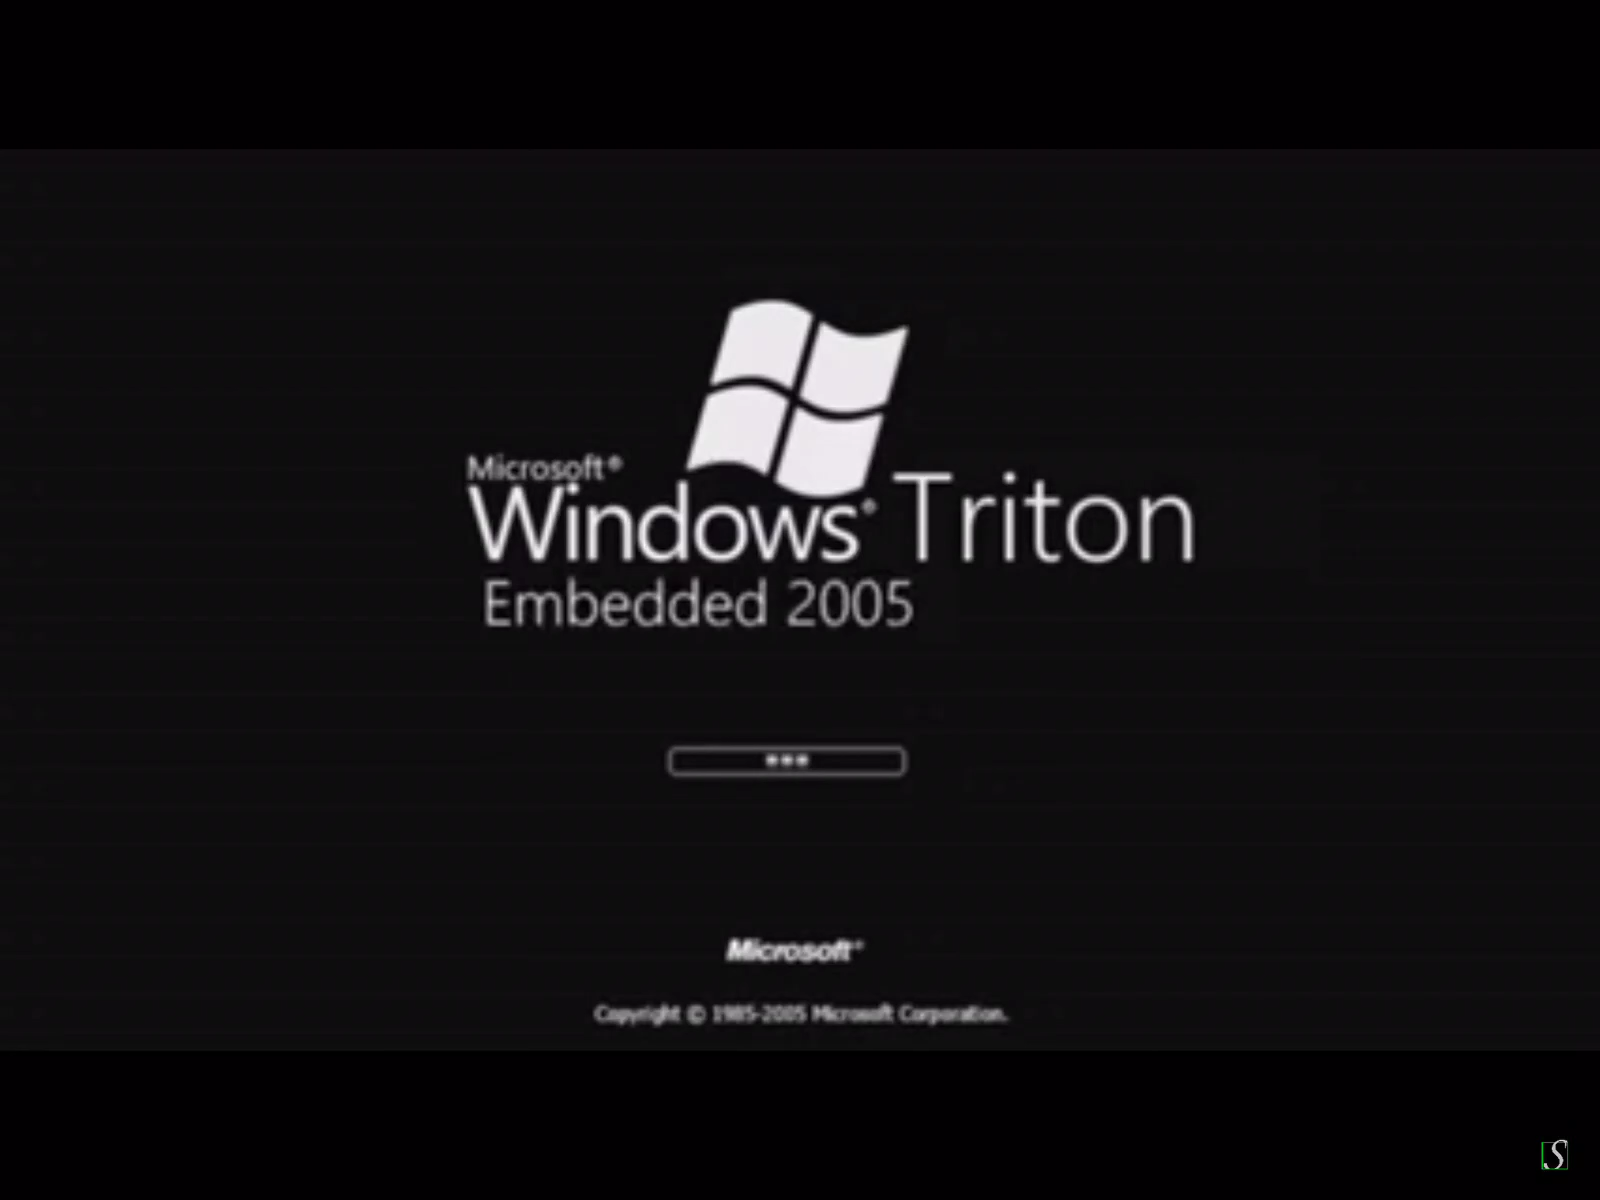 Microsoft®
Windows® Triton
Embedded 2005
Microsoft®
Copyright © 1985-2005 Microsoft Corporation.
S